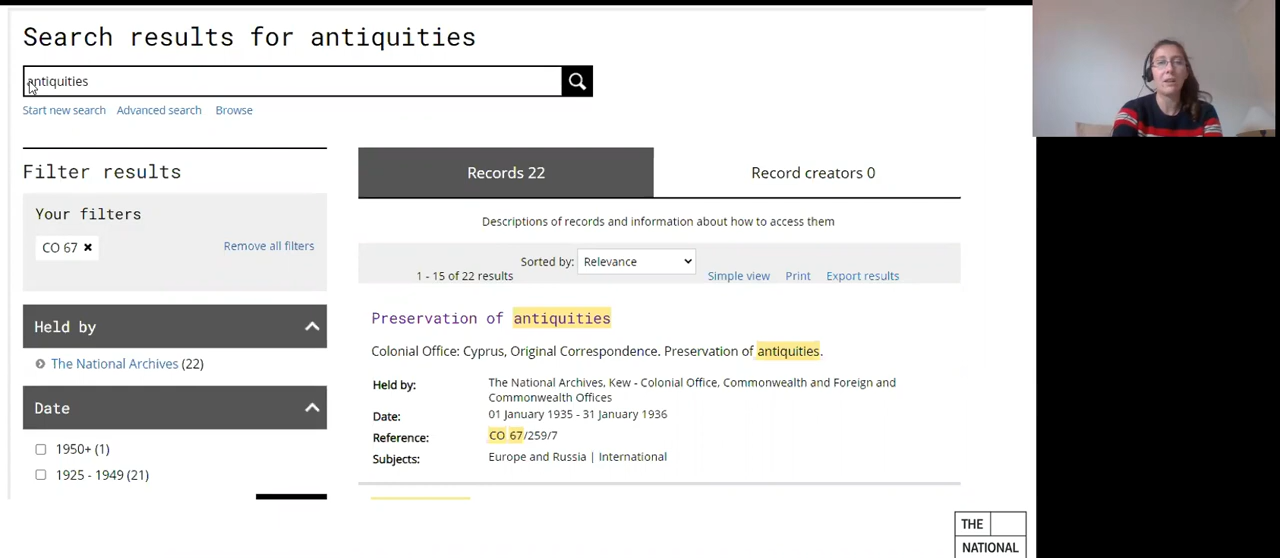 Search results for antiquities
antiquities
Start new search Advanced search Browse
Filter results
Your filters
CO 67 ✖ Remove all filters
Held by
The National Archives (22)
Date
1950+ (1)
1925 - 1949 (21)
Records 22 Record creators 0
Descriptions of records and information about how to access them
Sorted by: Relevance
1 - 15 of 22 results Simple view Print Export results
Preservation of antiquities
Colonial Office: Cyprus, Original Correspondence. Preservation of antiquities.
Held by: The National Archives, Kew - Colonial Office, Commonwealth and Foreign and
Commonwealth Offices
Date: 01 January 1935 - 31 January 1936
Reference: CO 67/259/7
Subjects: Europe and Russia | International
THE
NATIONAL